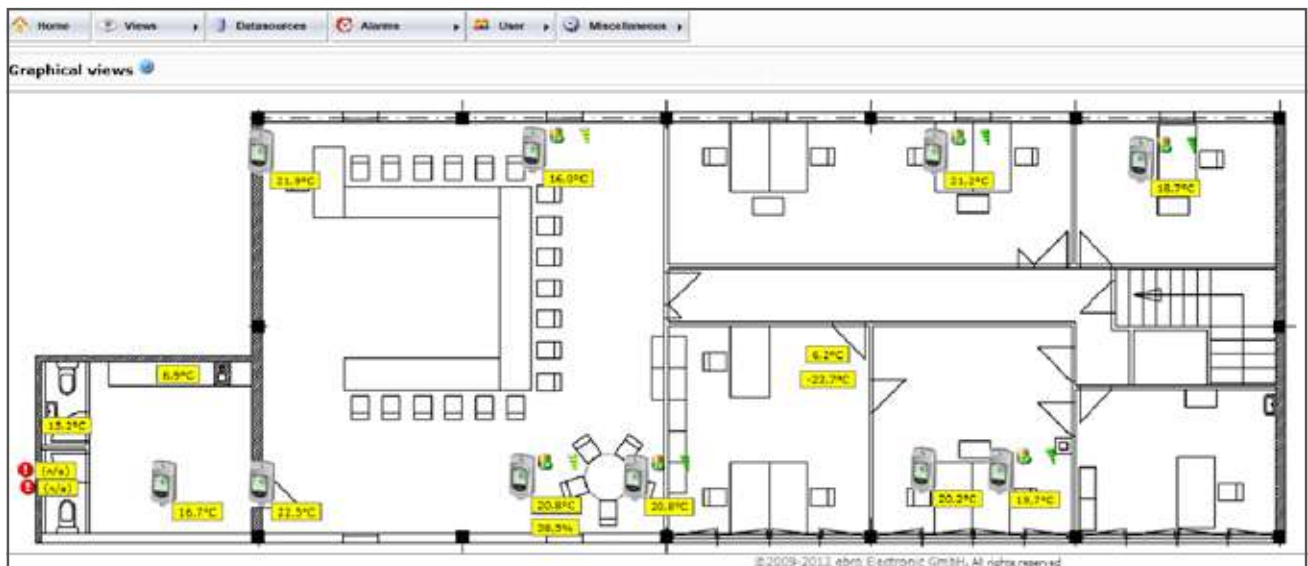 Home Views Datasources Alarms User Miscellaneous
Graphical views
21.9°C
16.0°C
21.2°C
18.7°C
6.2°C
-22.7°C
8.9°C
15.2°C
(n/a)
(n/a)
16.7°C
22.5°C
20.8°C
38.5%
20.8°C
20.2°C
19.7°C
©2009-2012 ebro Electronic GmbH. All rights reserved